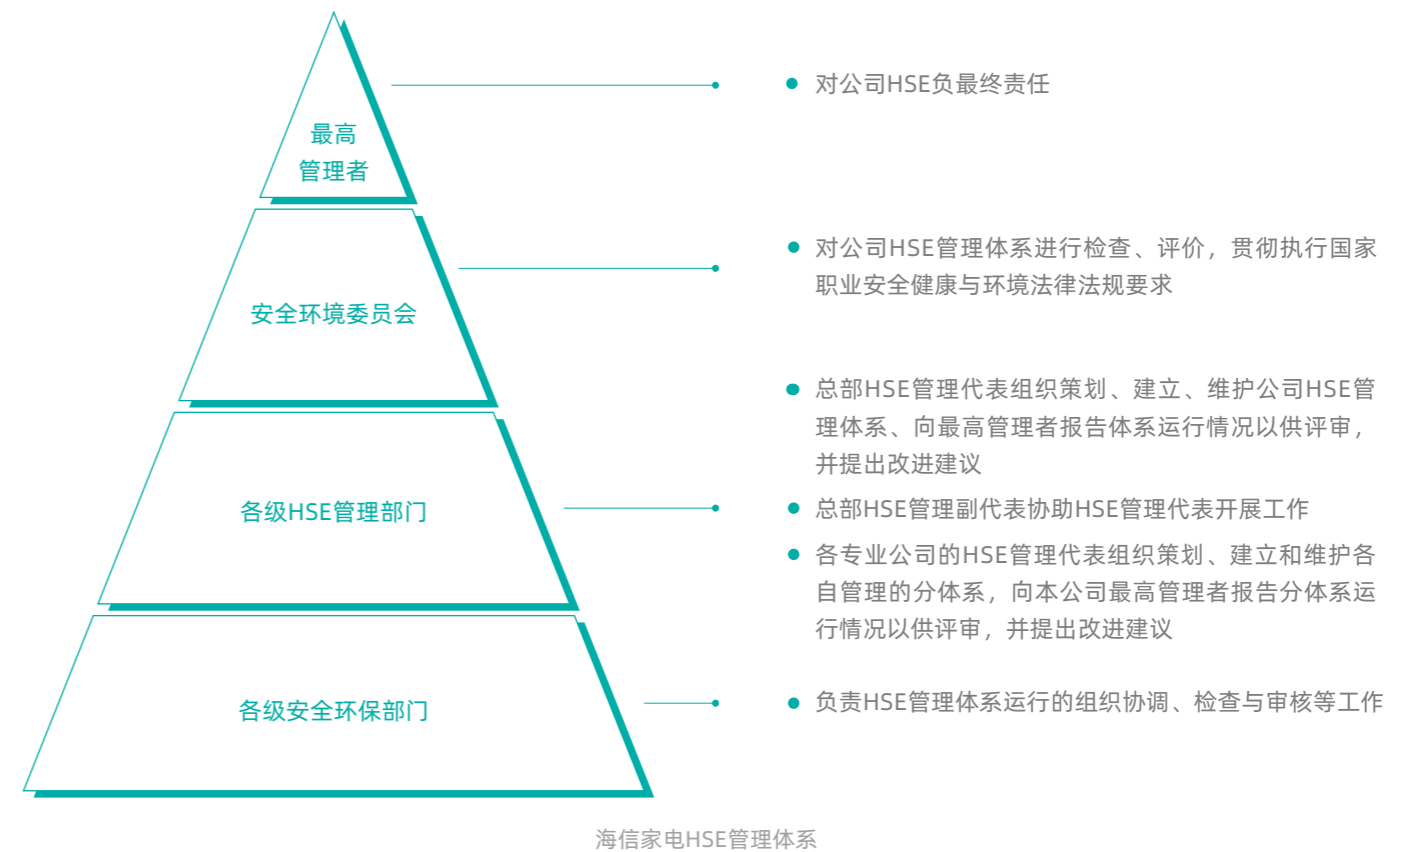 最高
管理者
对公司HSE负最终责任
安全环境委员会
对公司HSE管理体系进行检查、评价，贯彻执行国家
职业安全健康与环境法律法规要求
各级HSE管理部门
总部HSE管理代表组织策划、建立、维护公司HSE管
理体系、向最高管理者报告体系运行情况以供评审，
并提出改进建议
总部HSE管理副代表协助HSE管理代表开展工作
各专业公司的HSE管理代表组织策划、建立和维护各
自管理的分体系，向本公司最高管理者报告分体系运
行情况以供评审，并提出改进建议
各级安全环保部门
负责HSE管理体系运行的组织协调、检查与审核等工作
海信家电HSE管理体系